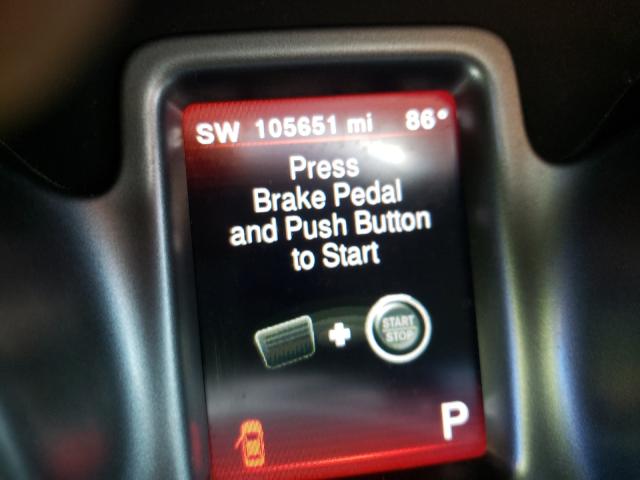 SW 105651 mi 86°
Press
Brake Pedal
and Push Button
to Start
START
STOP
P